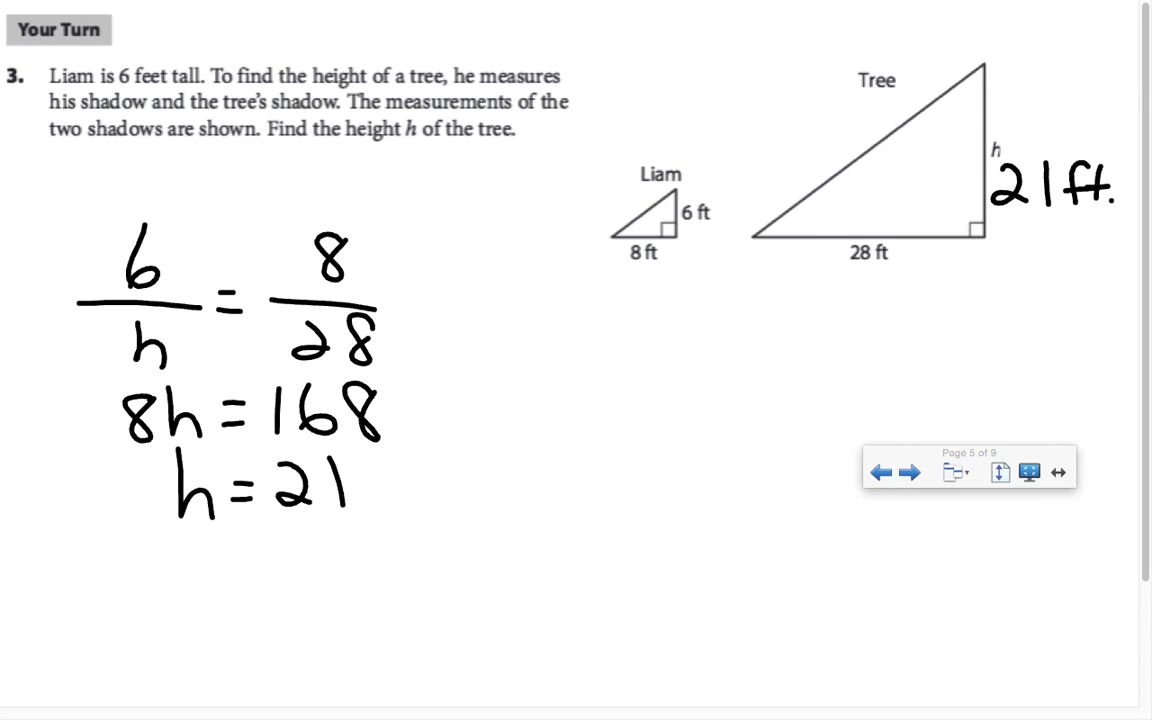 Your Turn
3. Liam is 6 feet tall. To find the height of a tree, he measures
his shadow and the tree's shadow. The measurements of the
two shadows are shown. Find the height h of the tree.
Tree
h
21 ft.
Liam
6 ft
8 ft
28 ft
6/h = 8/28
8h = 168
h = 21
Page 5 of 9